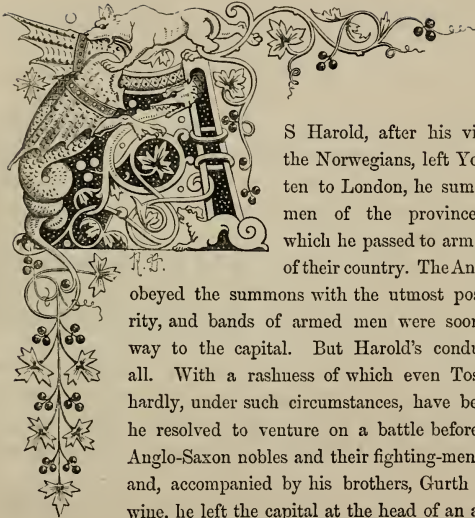 A
S Harold, after his vi
the Norwegians, left Yo
ten to London, he sum
men of the province
which he passed to arm
of their country. The An
obeyed the summons with the utmost pos
rity, and bands of armed men were soon
way to the capital. But Harold's condu
all. With a rashness of which even Tos
hardly, under such circumstances, have be
he resolved to venture on a battle before
Anglo-Saxon nobles and their fighting-men
and, accompanied by his brothers, Gurth
wine, he left the capital at the head of an a